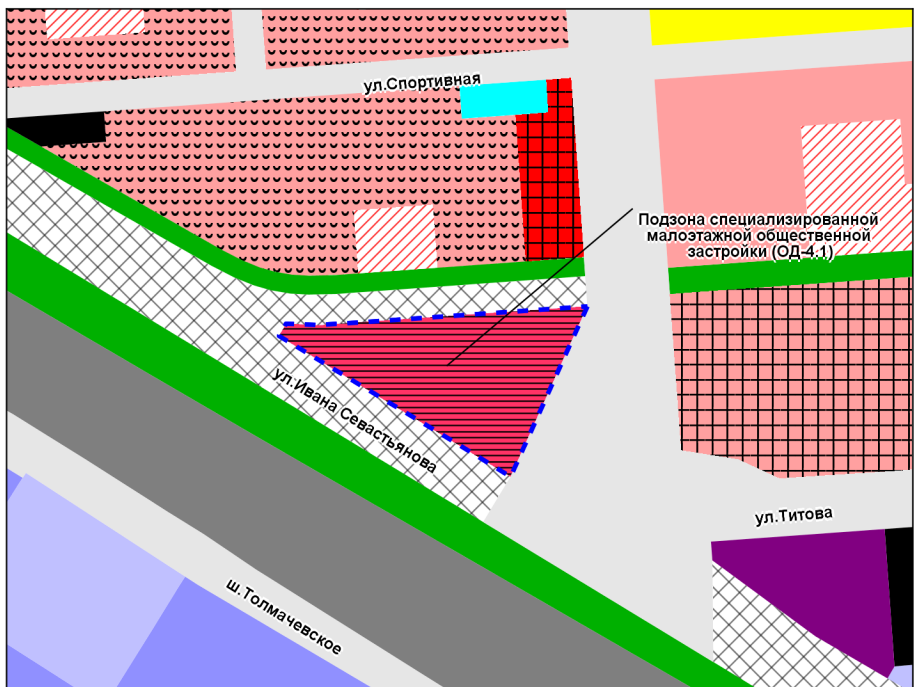 ул.Спортивная
Подзона специализированной
малоэтажной общественной
застройки (ОД-4.1)
ул.Ивана Севастьянова
ул.Титова
ш.Толмачевское